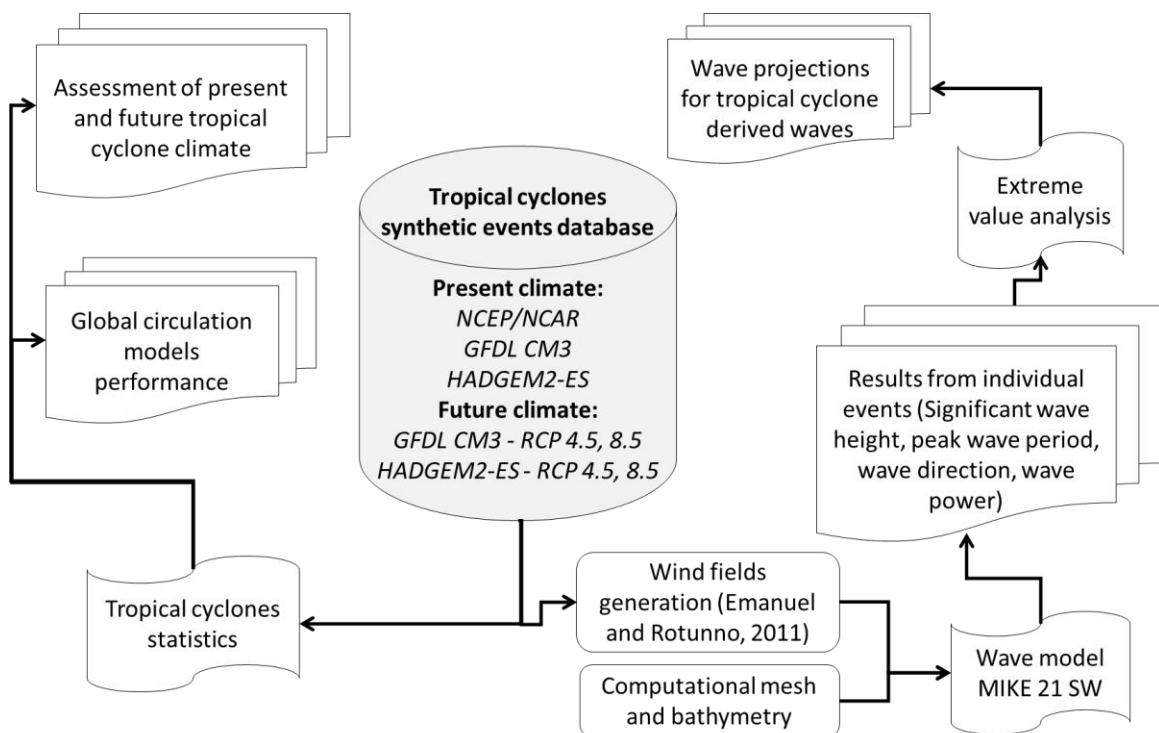 Assessment of present
and future tropical
cyclone climate
Global circulation
models
performance
Tropical cyclones
statistics
Tropical cyclones
synthetic events database
Present climate:
NCEP/NCAR
GFDL CM3
HADGEM2-ES
Future climate:
GFDL CM3 - RCP 4.5, 8.5
HADGEM2-ES - RCP 4.5, 8.5
Wind fields
generation (Emanuel
and Rotunno, 2011)
Computational mesh
and bathymetry
Wave model
MIKE 21 SW
Results from individual
events (Significant wave
height, peak wave period,
wave direction, wave
power)
Extreme
value analysis
Wave projections
for tropical cyclone
derived waves